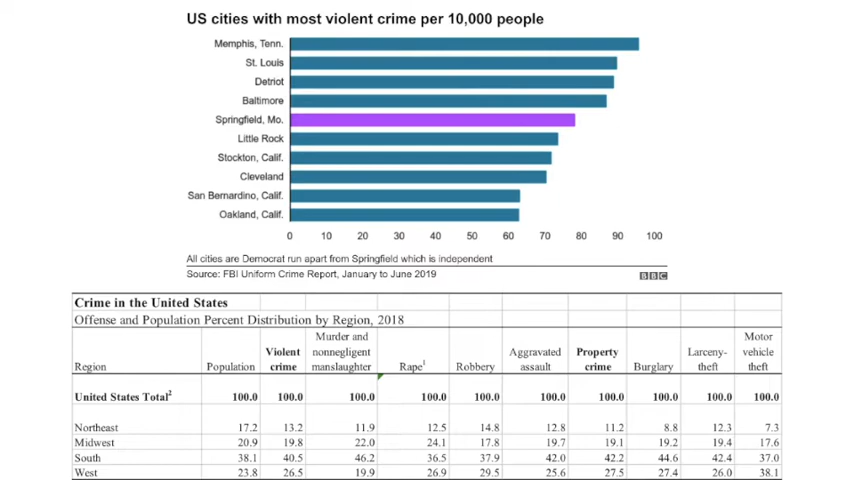 US cities with most violent crime per 10,000 people
Memphis, Tenn.
St. Louis
Detriot
Baltimore
Springfield, Mo.
Little Rock
Stockton, Calif.
Cleveland
San Bernardino, Calif.
Oakland, Calif.
0 10 20 30 40 50 60 70 80 90 100
All cities are Democrat run apart from Springfield which is independent
Source: FBI Uniform Crime Report, January to June 2019 BBC
Crime in the United States
Offense and Population Percent Distribution by Region, 2018
Region Population Violent crime Murder and nonnegligent manslaughter Rape¹ Robbery Aggravated assault Property crime Burglary Larceny-theft Motor vehicle theft
United States Total² 100.0 100.0 100.0 100.0 100.0 100.0 100.0 100.0 100.0 100.0
Northeast 17.2 13.2 11.9 12.5 14.8 12.8 11.2 8.8 12.3 7.3
Midwest 20.9 19.8 22.0 24.1 17.8 19.7 19.1 19.2 19.4 17.6
South 38.1 40.5 46.2 36.5 37.9 42.0 42.2 44.6 42.4 37.0
West 23.8 26.5 19.9 26.9 29.5 25.6 27.5 27.4 26.0 38.1